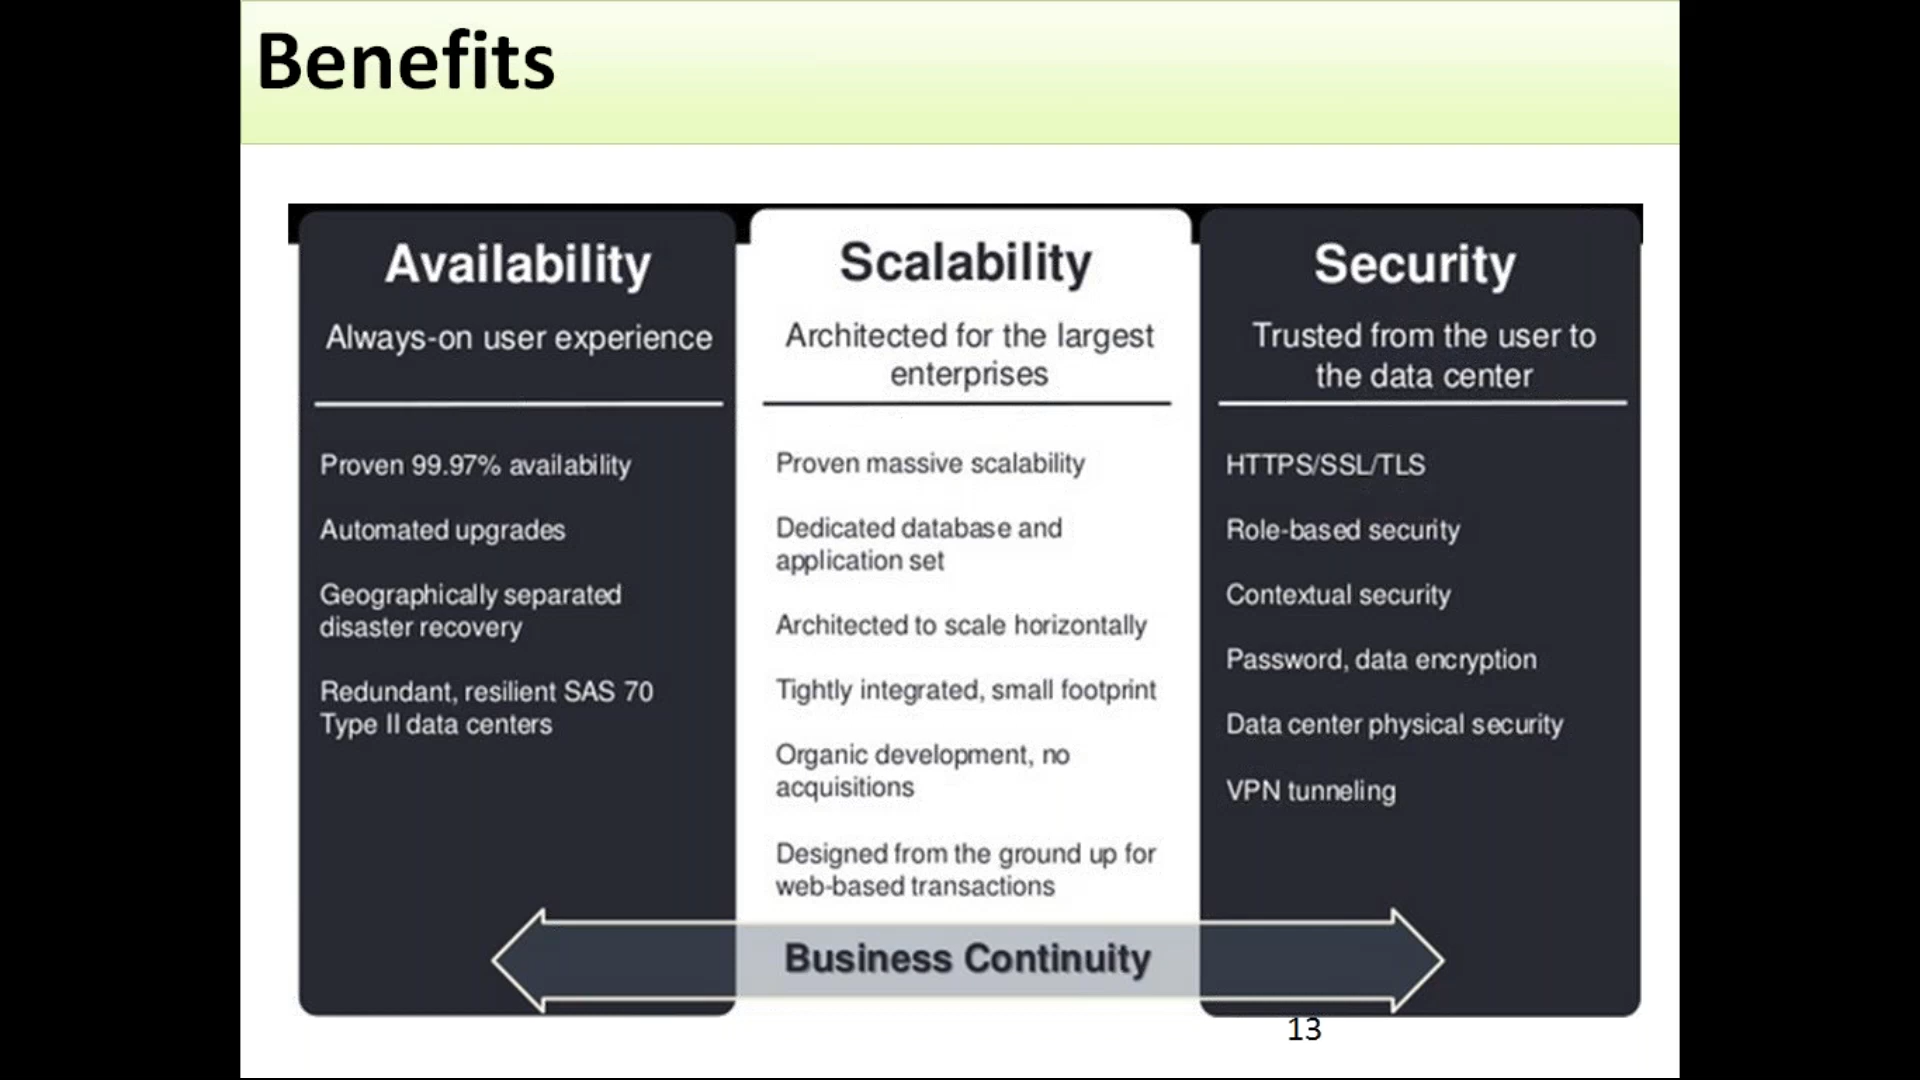 Benefits
Availability
Always-on user experience
Proven 99.97% availability
Automated upgrades
Geographically separated
disaster recovery
Redundant, resilient SAS 70
Type II data centers
Scalability
Architected for the largest
enterprises
Proven massive scalability
Dedicated database and
application set
Architected to scale horizontally
Tightly integrated, small footprint
Organic development, no
acquisitions
Designed from the ground up for
web-based transactions
Security
Trusted from the user to
the data center
HTTPS/SSL/TLS
Role-based security
Contextual security
Password, data encryption
Data center physical security
VPN tunneling
Business Continuity
13